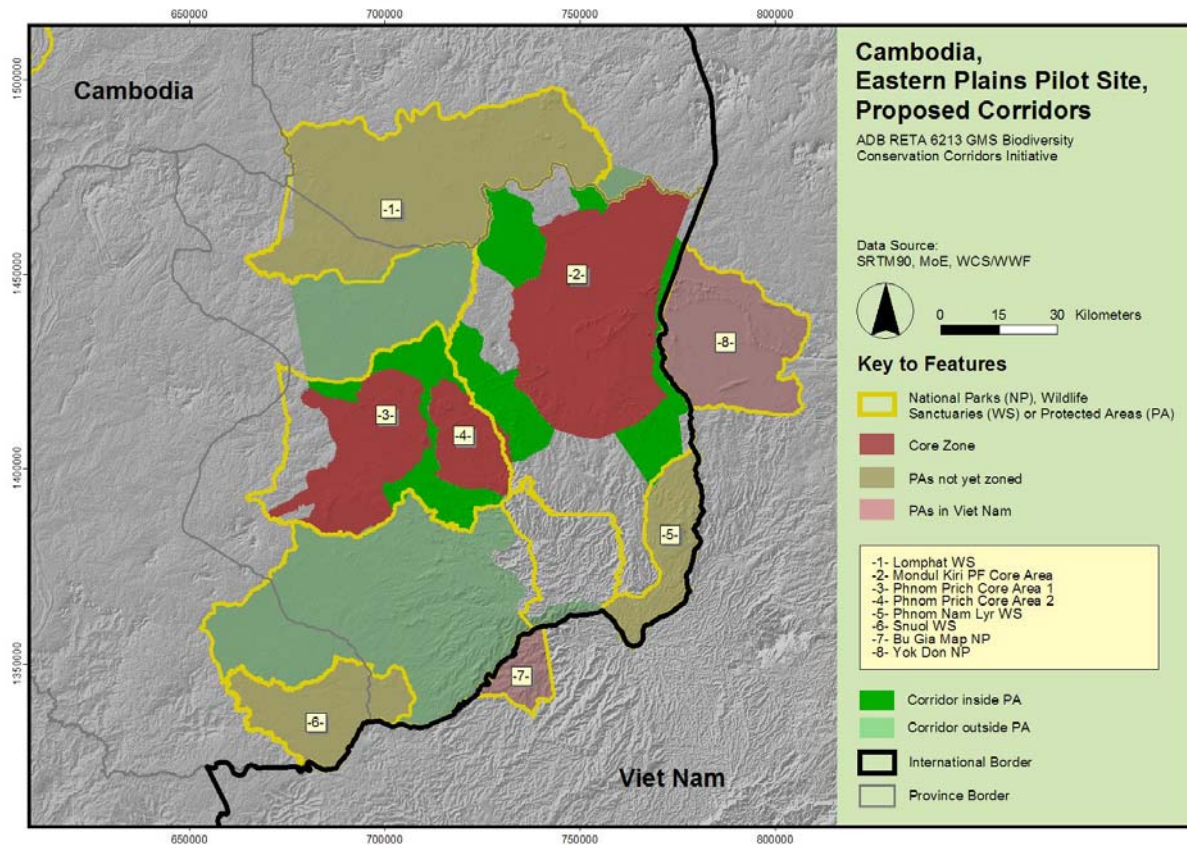 650000 700000 750000 800000
Cambodia
Viet Nam
1500000
1450000
1400000
1350000
-1-
-2-
-3-
-4-
-5-
-6-
-7-
-8-
650000 700000 750000 800000
Cambodia,
Eastern Plains Pilot Site,
Proposed Corridors
ADB RETA 6213 GMS Biodiversity
Conservation Corridors Initiative
Data Source:
SRTM90, MoE, WCS/WWF
0 15 30 Kilometers
Key to Features
National Parks (NP), Wildlife
Sanctuaries (WS) or Protected Areas (PA)
Core Zone
PAs not yet zoned
PAs in Viet Nam
-1- Lomphat WS
-2- Mondul Kiri PF Core Area
-3- Phnom Prich Core Area 1
-4- Phnom Prich Core Area 2
-5- Phnom Nam Lyr WS
-6- Snuol WS
-7- Bu Gia Map NP
-8- Yok Don NP
Corridor inside PA
Corridor outside PA
International Border
Province Border